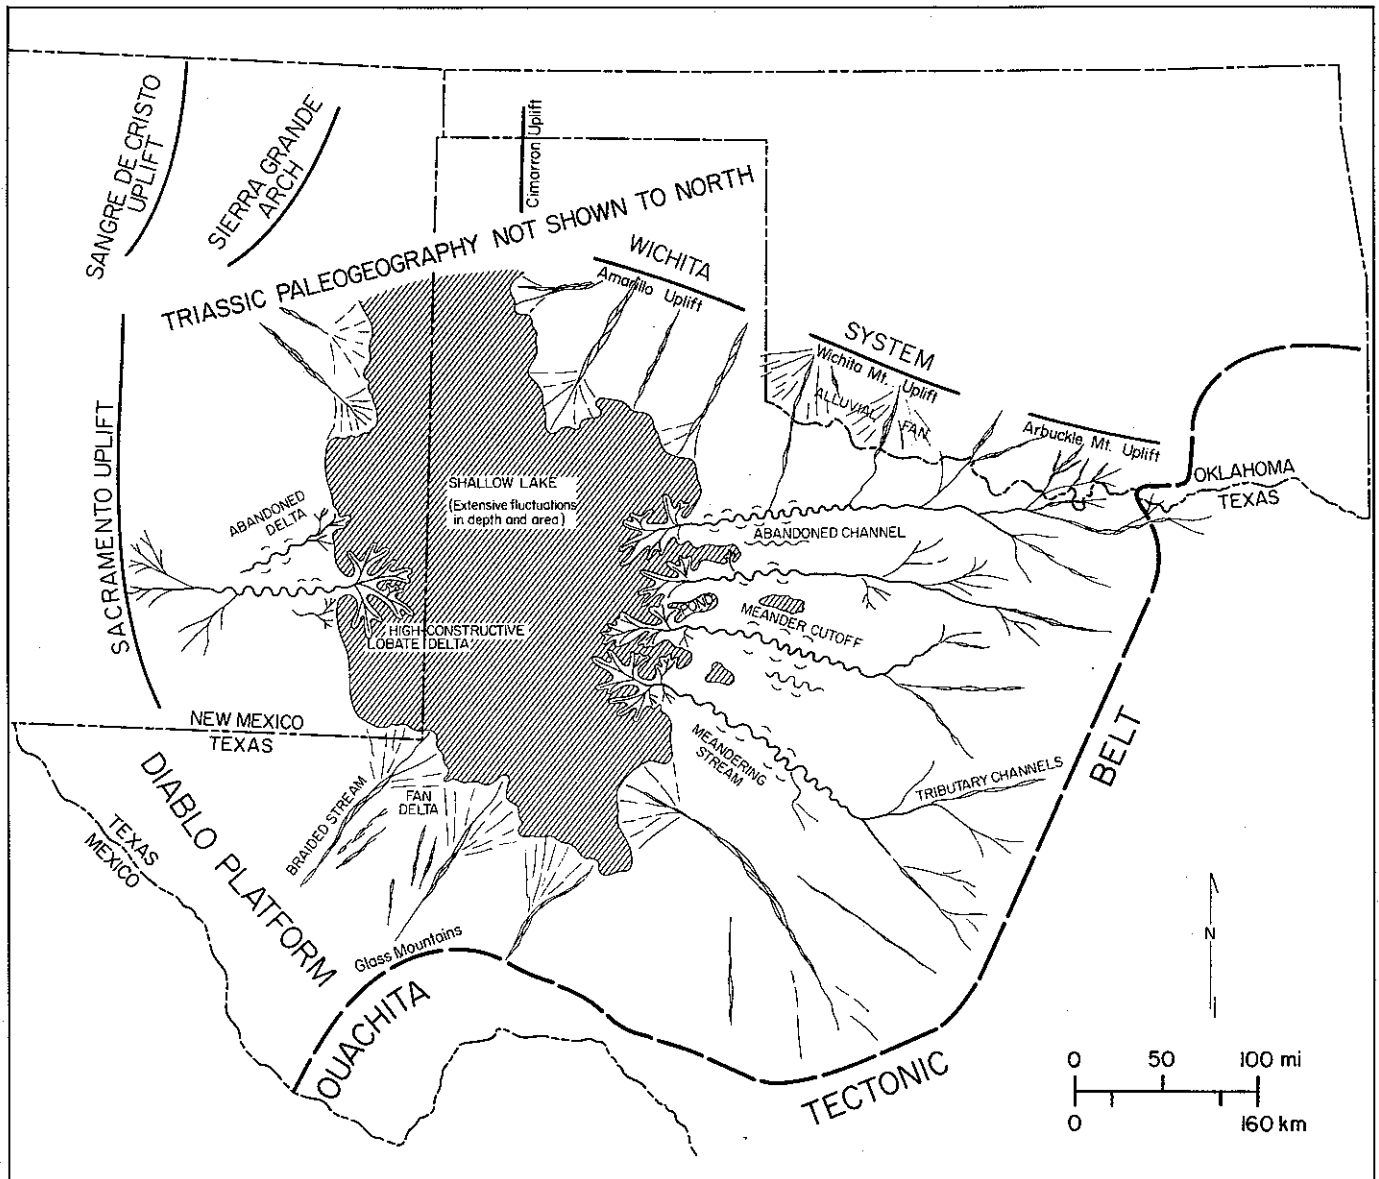 SANGRE DE CRISTO
UPLIFT
SIERRA GRANDE
ARCH
Cimarron Uplift
TRIASSIC PALEOGEOGRAPHY NOT SHOWN TO NORTH
WICHITA
Amarillo Uplift
SYSTEM
Wichita Mt. Uplift
ALLUVIAL FAN
Arbuckle Mt. Uplift
OKLAHOMA
TEXAS
SACRAMENTO UPLIFT
SHALLOW LAKE
(Extensive fluctuations
in depth and area)
ABANDONED
DELTA
ABANDONED CHANNEL
POND
MEANDER CUTOFF
HIGH-CONSTRUCTIVE
LOBATE DELTA
NEW MEXICO
TEXAS
MEANDERING
STREAM
TRIBUTARY CHANNELS
BELT
DIABLO PLATFORM
BRAIDED STREAM
FAN
DELTA
TEXAS
MEXICO
Glass Mountains
OUACHITA
TECTONIC
N
0 50 100 mi
0 160 km